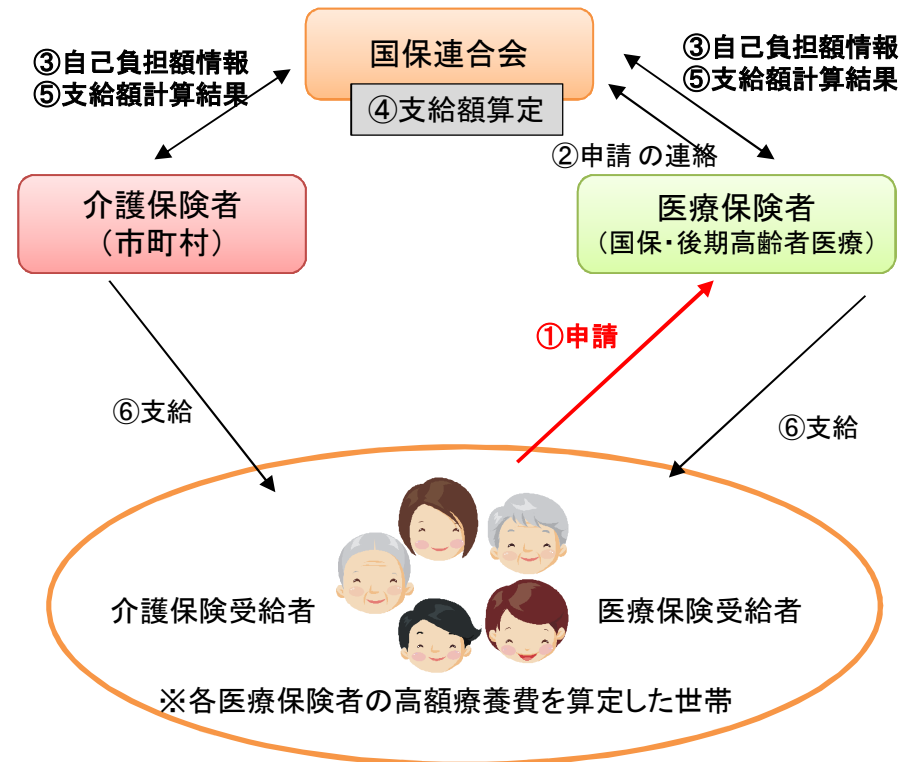 ③自己負担額情報
⑤支給額計算結果
国保連合会
④支給額算定
③自己負担額情報
⑤支給額計算結果
②申請の連絡
介護保険者
（市町村）
医療保険者
（国保・後期高齢者医療）
①申請
⑥支給
⑥支給
介護保険受給者
医療保険受給者
※各医療保険者の高額療養費を算定した世帯